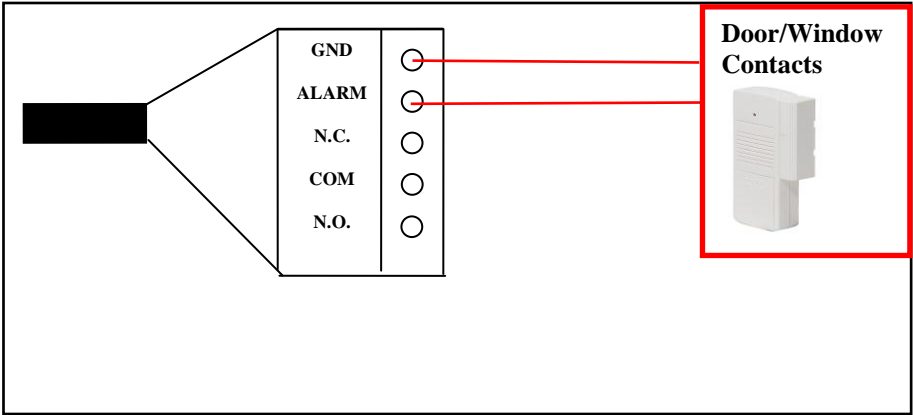 GND
ALARM
N.C.
COM
N.O.
Door/Window
Contacts